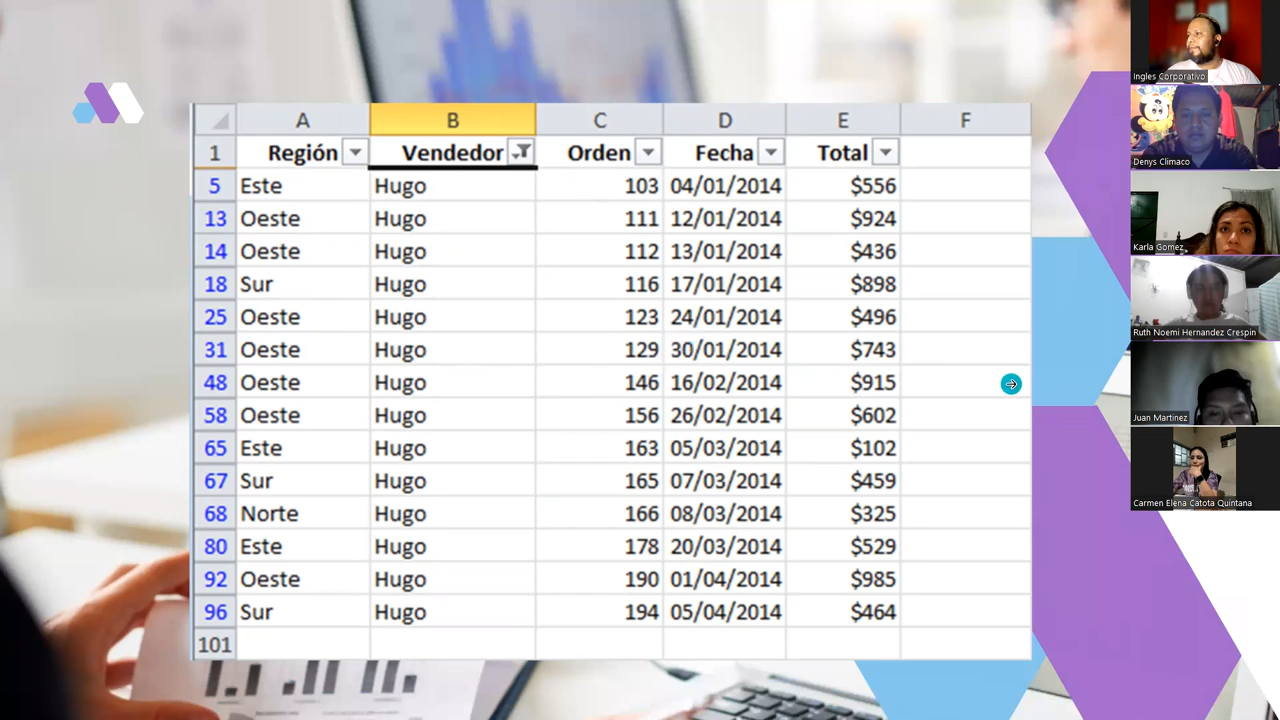 A B C D E F
1 Región Vendedor Orden Fecha Total
5 Este Hugo 103 04/01/2014 $556
13 Oeste Hugo 111 12/01/2014 $924
14 Oeste Hugo 112 13/01/2014 $436
18 Sur Hugo 116 17/01/2014 $898
25 Oeste Hugo 123 24/01/2014 $496
31 Oeste Hugo 129 30/01/2014 $743
48 Oeste Hugo 146 16/02/2014 $915
58 Oeste Hugo 156 26/02/2014 $602
65 Este Hugo 163 05/03/2014 $102
67 Sur Hugo 165 07/03/2014 $459
68 Norte Hugo 166 08/03/2014 $325
80 Este Hugo 178 20/03/2014 $529
92 Oeste Hugo 190 01/04/2014 $985
96 Sur Hugo 194 05/04/2014 $464
101
Ingles Corporativo
Denys Climaco
Karla Gomez
Ruth Noemi Hernandez Crespin
Juan Martinez
Carmen Elena Catota Quintana